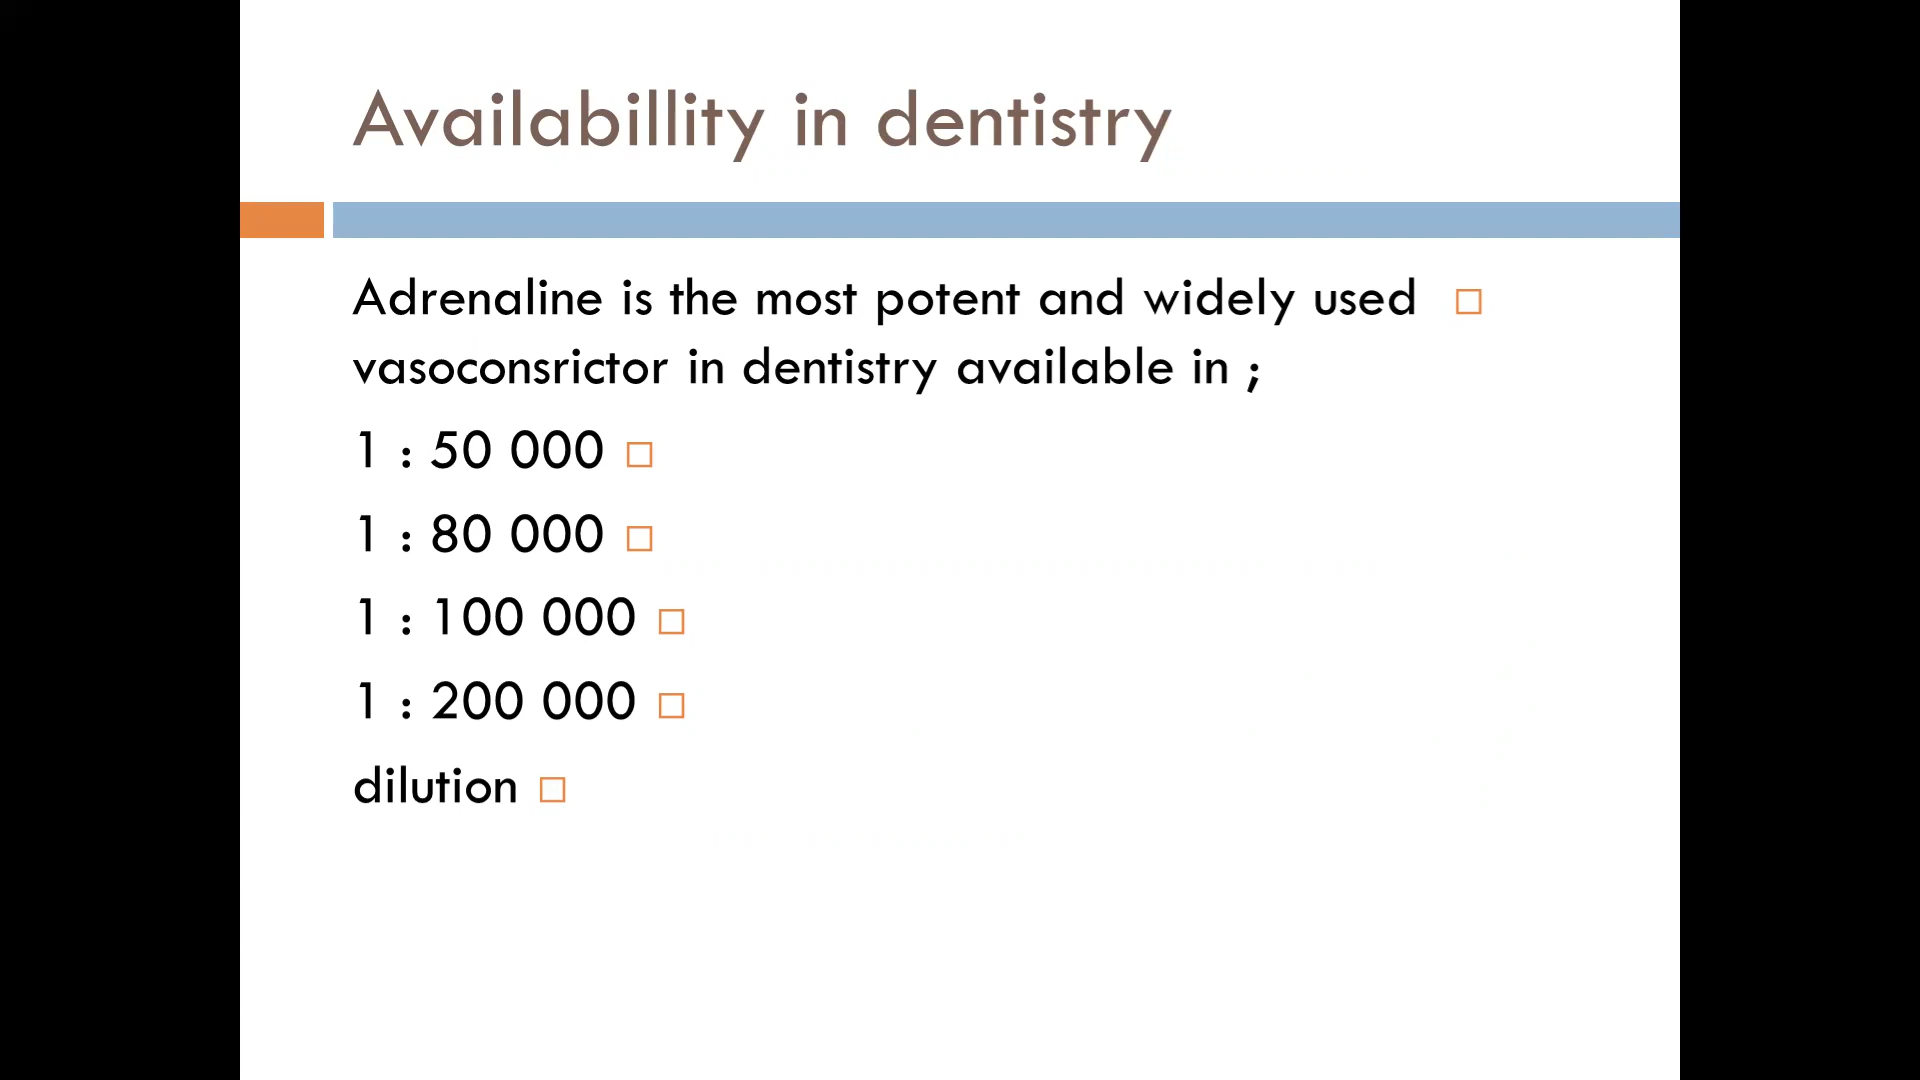 Availabillity in dentistry
Adrenaline is the most potent and widely used
vasoconsrictor in dentistry available in ;
1 : 50 000
1 : 80 000
1 : 100 000
1 : 200 000
dilution